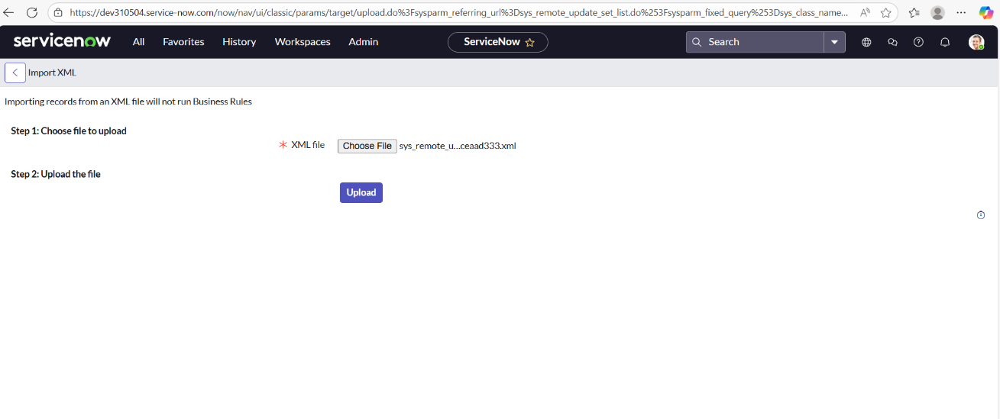 https://dev310504.service-now.com/now/nav/ui/classic/params/target/upload.do%3Fsysparm_referring_url%3Dsys_remote_update_set_list.do%253Fsysparm_fixed_query%253Dsys_class_name...
servicenow All Favorites History Workspaces Admin ServiceNow Search
Import XML
Importing records from an XML file will not run Business Rules
Step 1: Choose file to upload
XML file Choose File sys_remote_u...ceaad333.xml
Step 2: Upload the file
Upload